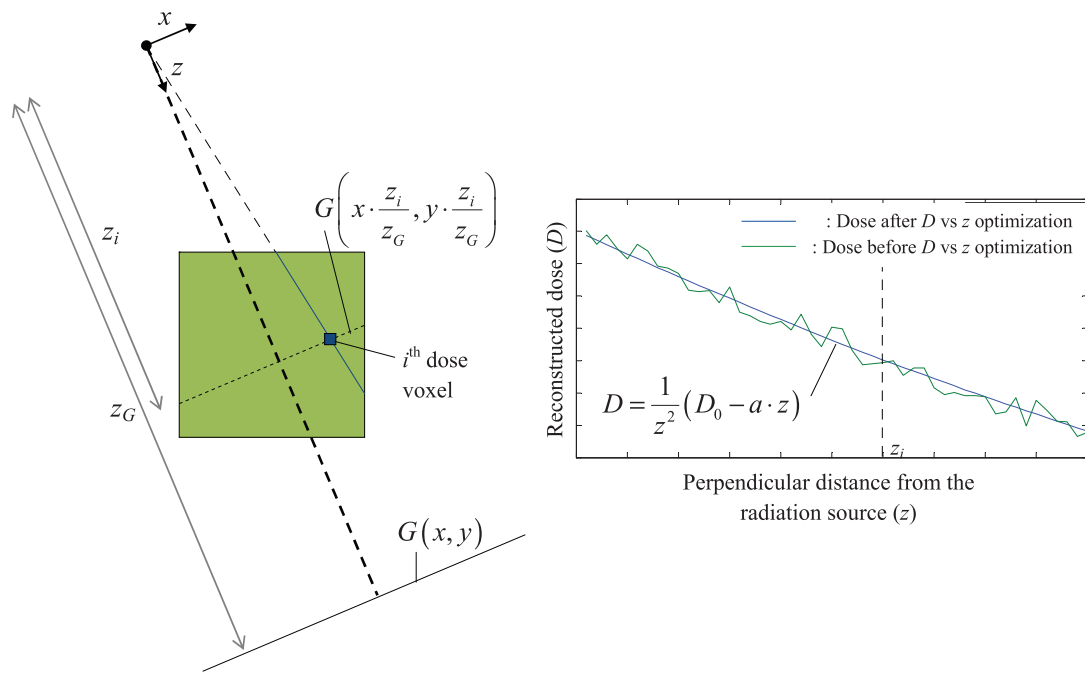 x
z
G(x · z_i/z_G, y · z_i/z_G)
z_i
i^th dose
voxel
z_G
G(x, y)
Reconstructed dose (D)
: Dose after D vs z optimization
: Dose before D vs z optimization
D = 1/z^2 (D_0 − a · z)
z_i
Perpendicular distance from the
radiation source (z)